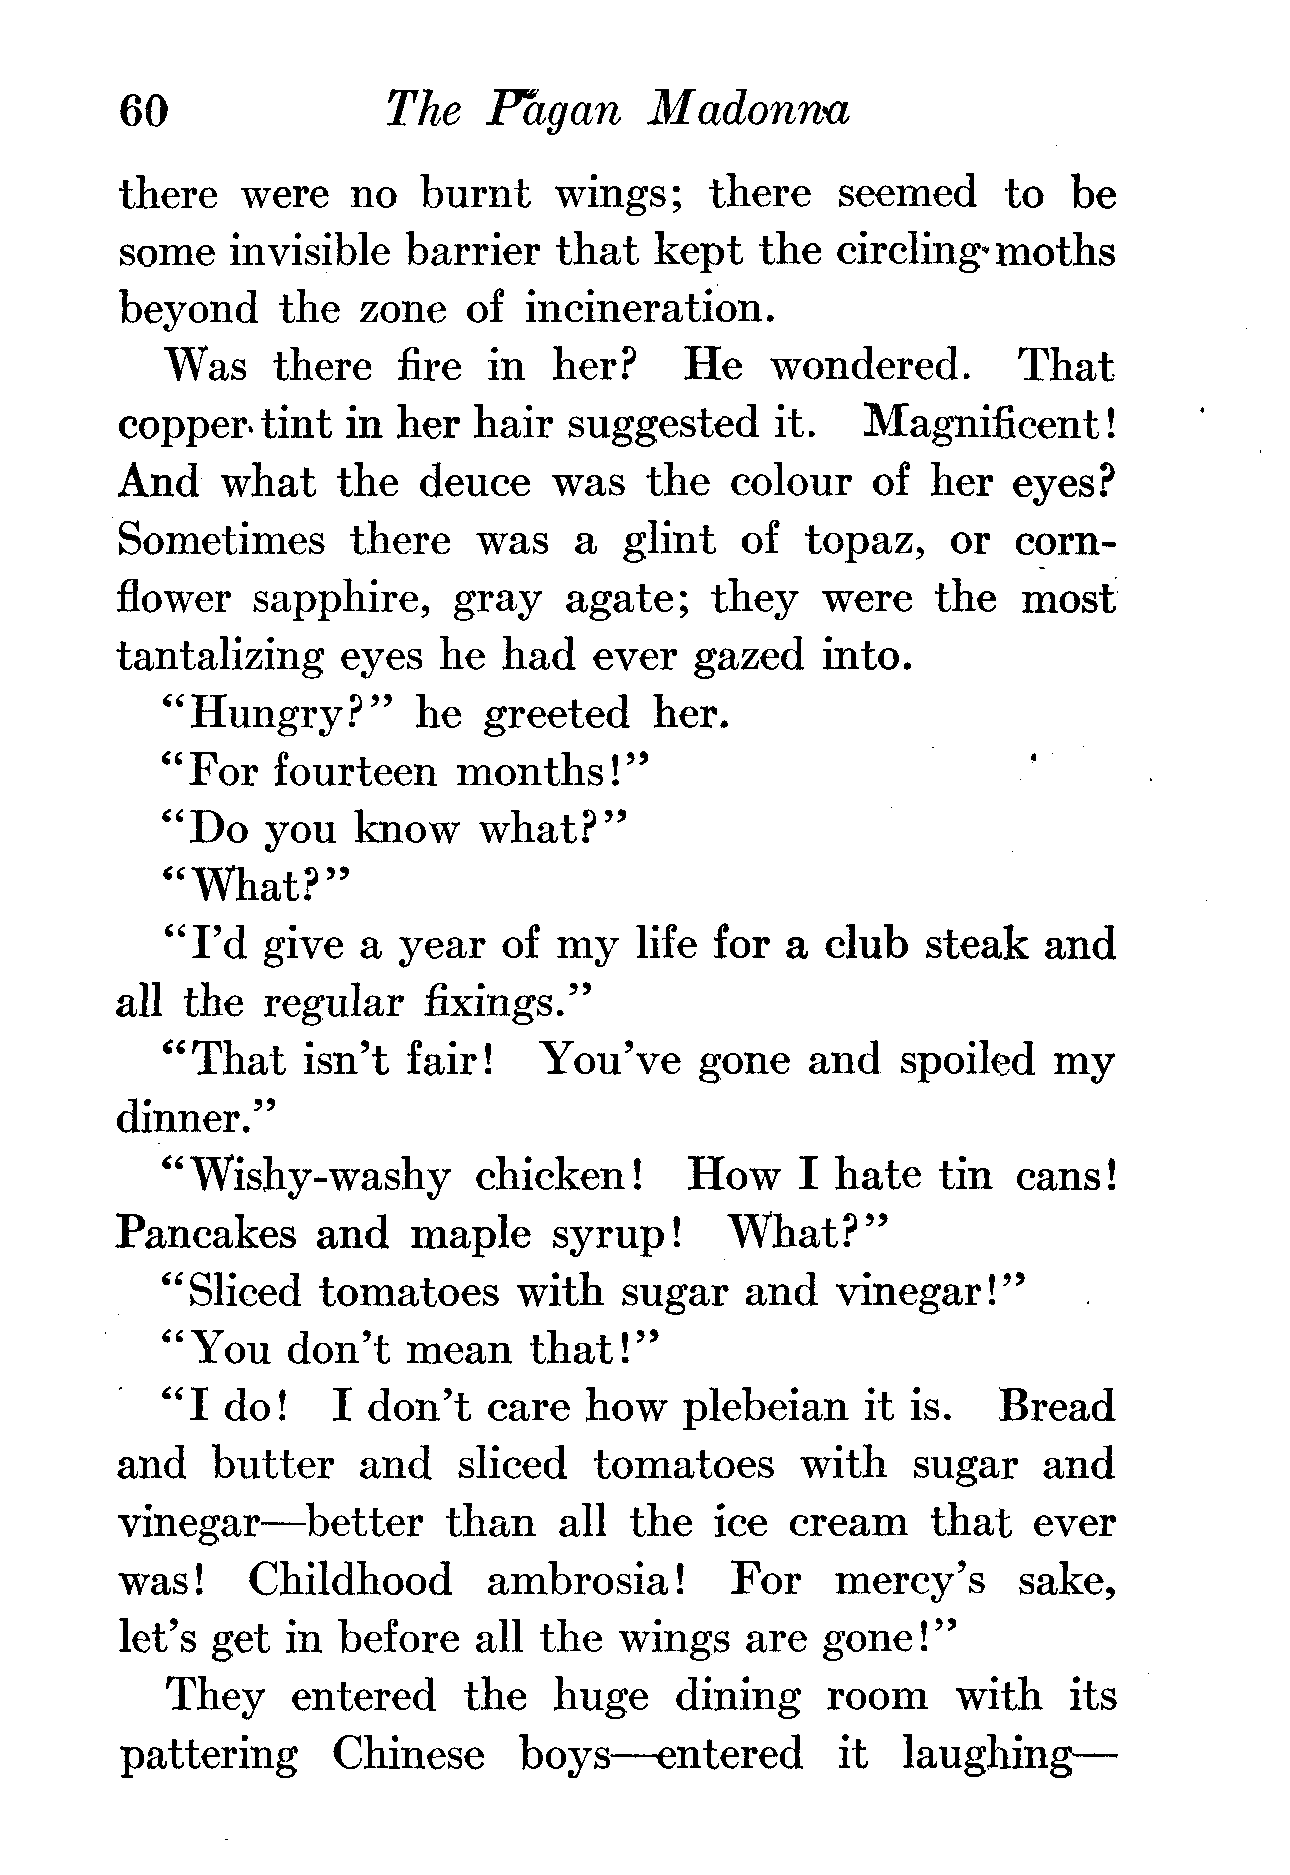 60 The Pagan Madonna
there were no burnt wings; there seemed to be
some invisible barrier that kept the circling moths
beyond the zone of incineration.
Was there fire in her? He wondered. That
copper tint in her hair suggested it. Magnificent!
And what the deuce was the colour of her eyes?
Sometimes there was a glint of topaz, or corn-
flower sapphire, gray agate; they were the most
tantalizing eyes he had ever gazed into.
"Hungry?" he greeted her.
"For fourteen months!"
"Do you know what?"
"What?"
"I'd give a year of my life for a club steak and
all the regular fixings."
"That isn't fair! You've gone and spoiled my
dinner."
"Wishy-washy chicken! How I hate tin cans!
Pancakes and maple syrup! What?"
"Sliced tomatoes with sugar and vinegar!"
"You don't mean that!"
"I do! I don't care how plebeian it is. Bread
and butter and sliced tomatoes with sugar and
vinegar—better than all the ice cream that ever
was! Childhood ambrosia! For mercy's sake,
let's get in before all the wings are gone!"
They entered the huge dining room with its
pattering Chinese boys—entered it laughing—